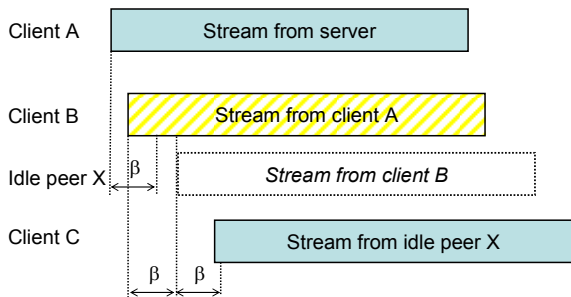 Client A
Stream from server
Client B
Stream from client A
Idle peer X
β
Stream from client B
Client C
Stream from idle peer X
β
β